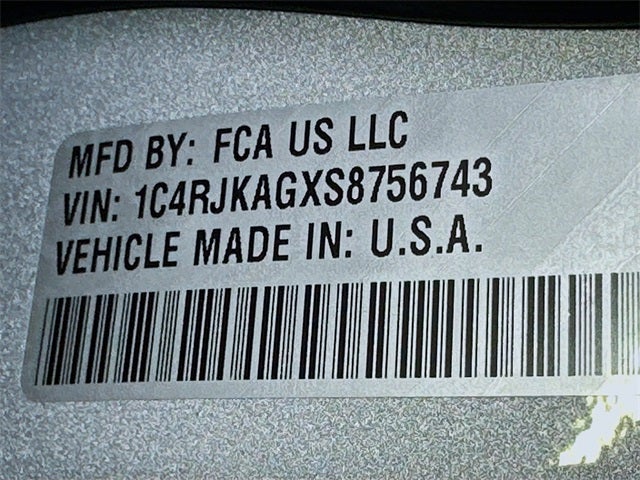 MFD BY: FCA US LLC
VIN: 1C4RJKAGXS8756743
VEHICLE MADE IN: U.S.A.